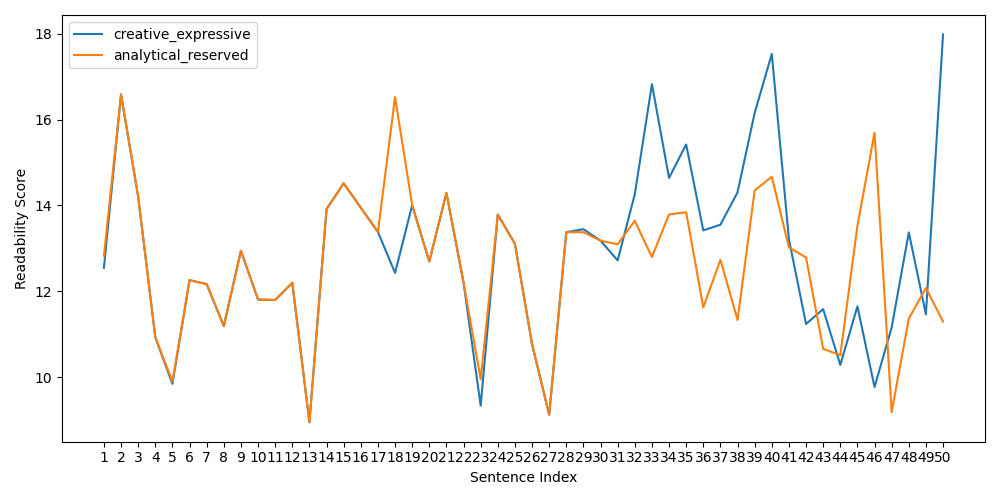 creative_expressive
analytical_reserved
Readability Score
18
16
14
12
10
1 2 3 4 5 6 7 8 9 10 11 12 13 14 15 16 17 18 19 20 21 22 23 24 25 26 27 28 29 30 31 32 33 34 35 36 37 38 39 40 41 42 43 44 45 46 47 48 49 50
Sentence Index